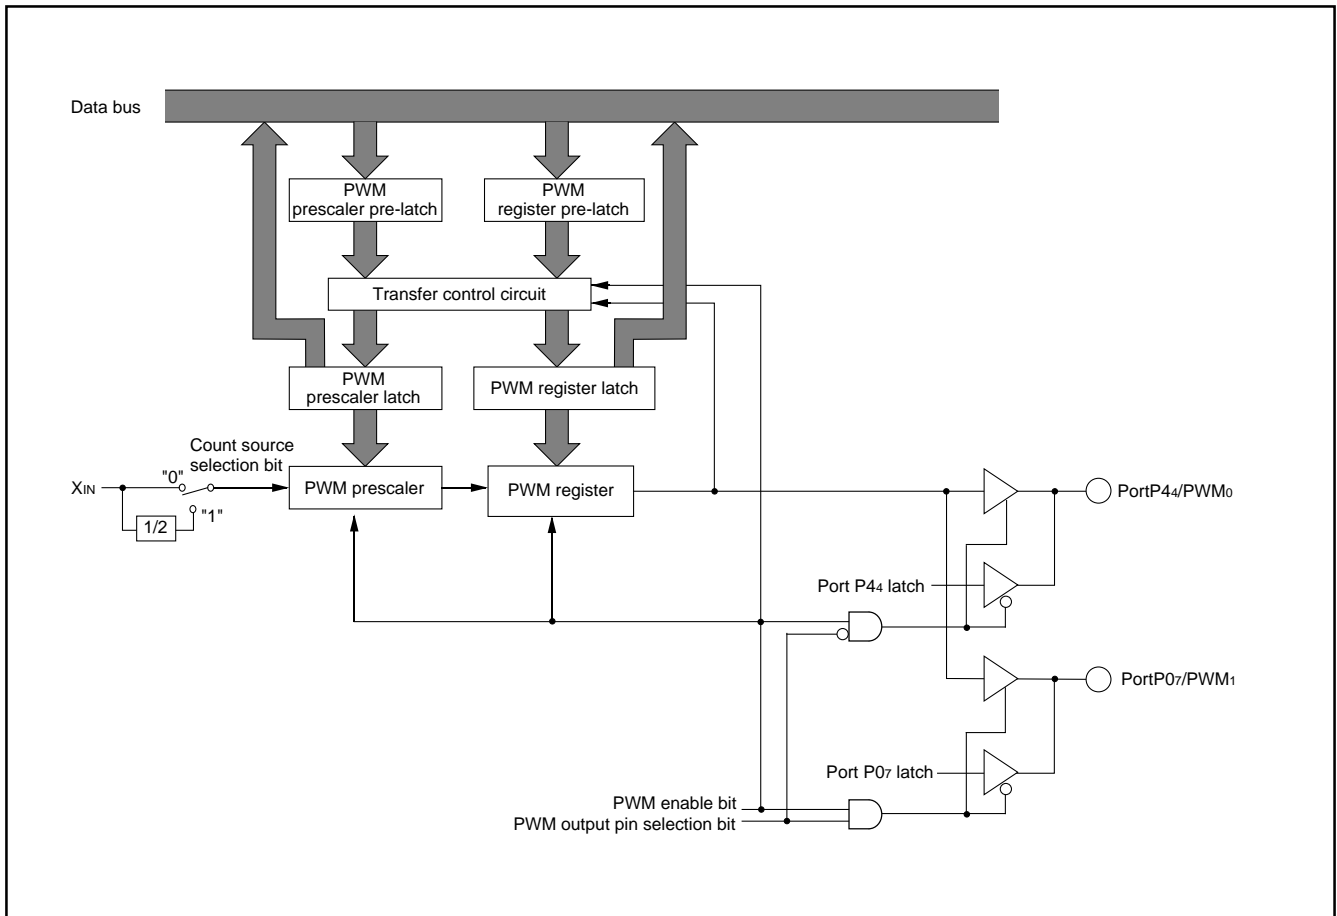 Data bus
PWM
prescaler pre-latch
PWM
register pre-latch
Transfer control circuit
PWM
prescaler latch
PWM register latch
Count source
selection bit
XIN
"0"
"1"
1/2
PWM prescaler
PWM register
PortP44/PWM0
Port P44 latch
PortP07/PWM1
Port P07 latch
PWM enable bit
PWM output pin selection bit